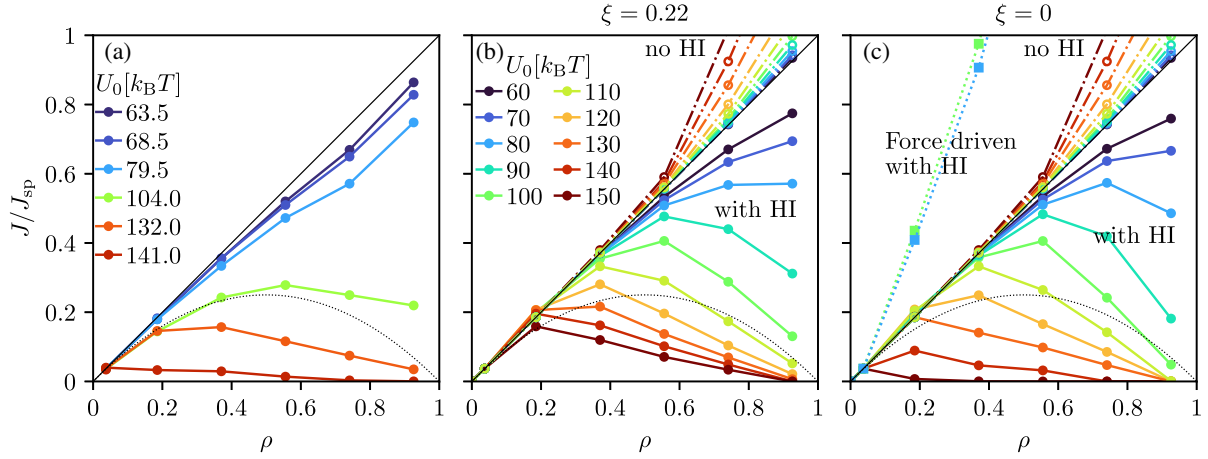 ξ = 0.22
ξ = 0
J/J_sp
1
0.8
0.6
0.4
0.2
0
(a)
U_0[k_BT]
63.5
68.5
79.5
104.0
132.0
141.0
0
0.2
0.4
0.6
0.8
1
ρ
(b)
no HI
U_0[k_BT]
60
70
80
90
100
110
120
130
140
150
with HI
0
0.2
0.4
0.6
0.8
1
ρ
(c)
no HI
Force driven
with HI
with HI
0
0.2
0.4
0.6
0.8
1
ρ